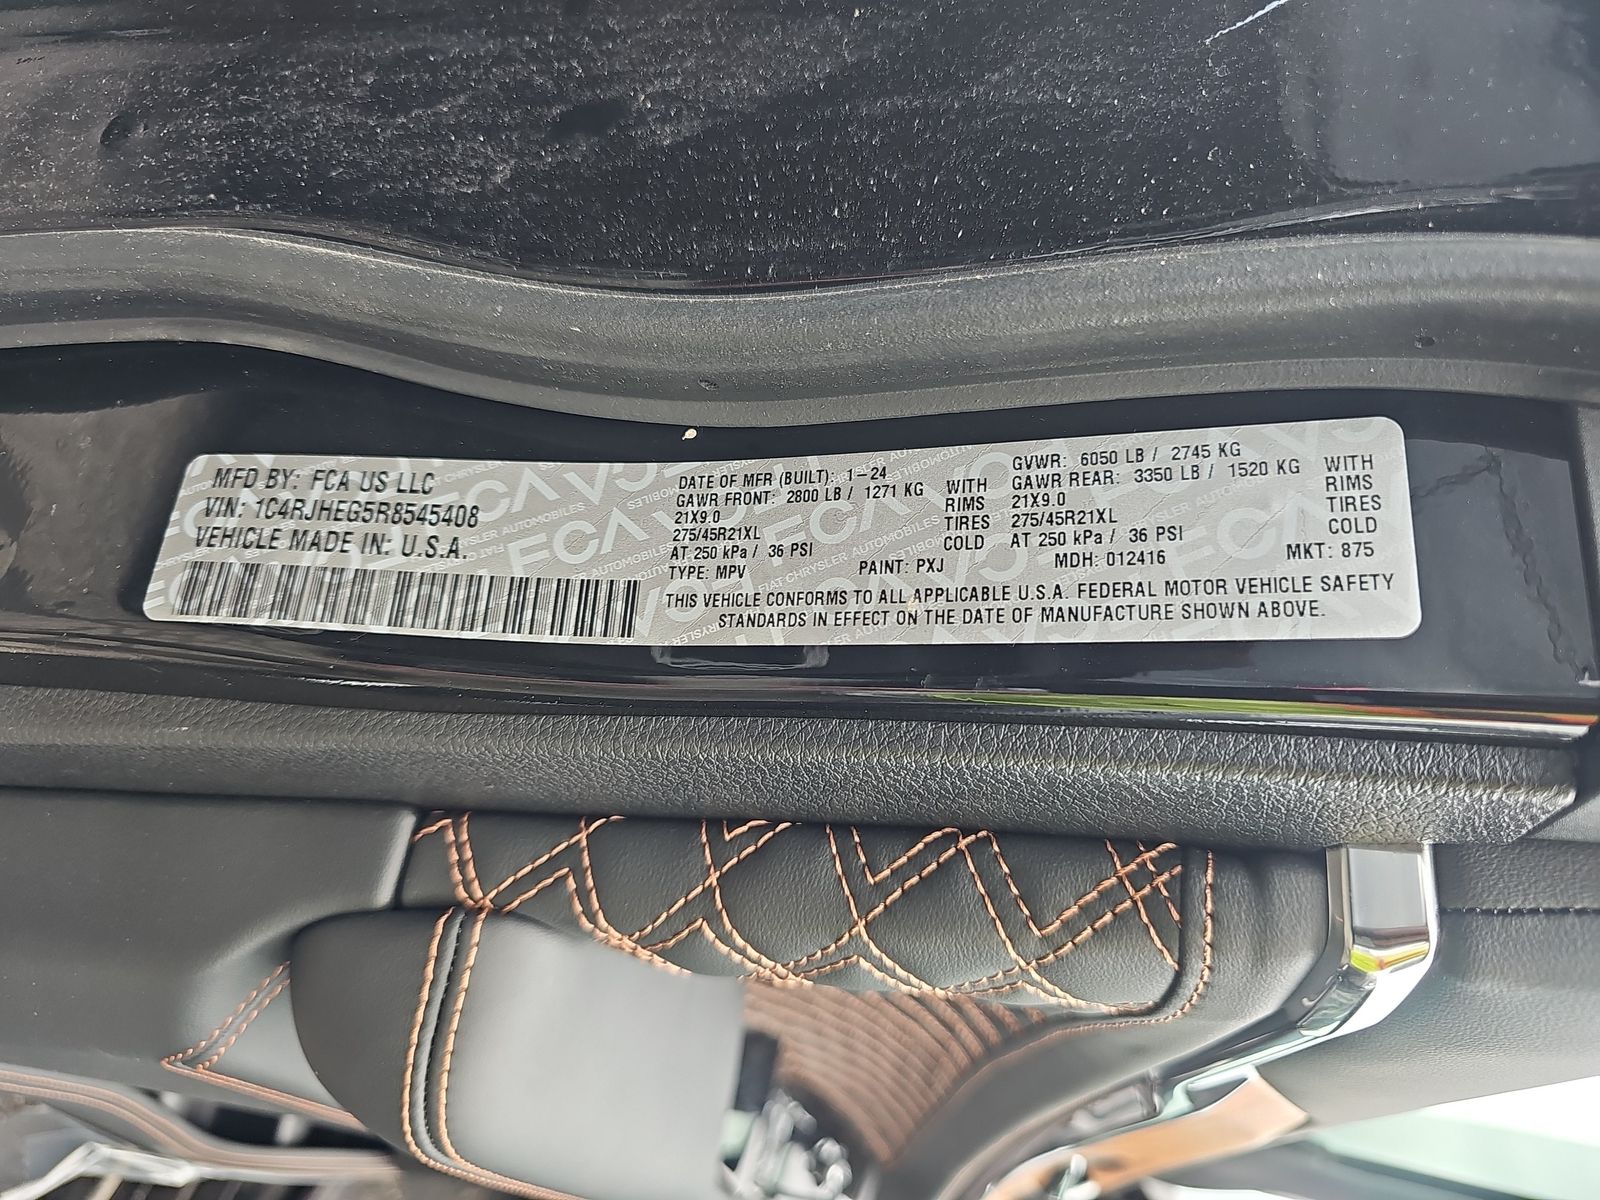 MFD BY: FCA US LLC
VIN: 1C4RJHEG5R8545408
VEHICLE MADE IN: U.S.A.
DATE OF MFR (BUILT): 1-24
GAWR FRONT: 2800 LB / 1271 KG WITH
21X9.0 RIMS
275/45R21XL TIRES
AT 250 kPa / 36 PSI COLD
TYPE: MPV PAINT: PXJ
GVWR: 6050 LB / 2745 KG
GAWR REAR: 3350 LB / 1520 KG WITH
21X9.0 RIMS
275/45R21XL TIRES
AT 250 kPa / 36 PSI COLD
MDH: 012416 MKT: 875
THIS VEHICLE CONFORMS TO ALL APPLICABLE U.S.A. FEDERAL MOTOR VEHICLE SAFETY
STANDARDS IN EFFECT ON THE DATE OF MANUFACTURE SHOWN ABOVE.